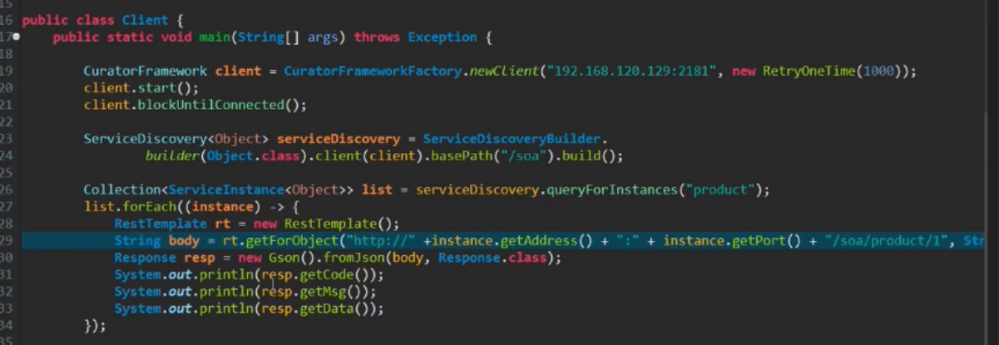 15
16 public class Client {
17 public static void main(String[] args) throws Exception {
18
19 CuratorFramework client = CuratorFrameworkFactory.newClient("192.168.120.129:2181", new RetryOneTime(1000));
20 client.start();
21 client.blockUntilConnected();
22
23 ServiceDiscovery<Object> serviceDiscovery = ServiceDiscoveryBuilder.
24 builder(Object.class).client(client).basePath("/soa").build();
25
26 Collection<ServiceInstance<Object>> list = serviceDiscovery.queryForInstances("product");
27 list.forEach((instance) -> {
28 RestTemplate rt = new RestTemplate();
29 String body = rt.getForObject("http://" +instance.getAddress() + ":" + instance.getPort() + "/soa/product/1", Str
30 Response resp = new Gson().fromJson(body, Response.class);
31 System.out.println(resp.getCode());
32 System.out.println(resp.getMsg());
33 System.out.println(resp.getData());
34 });
35